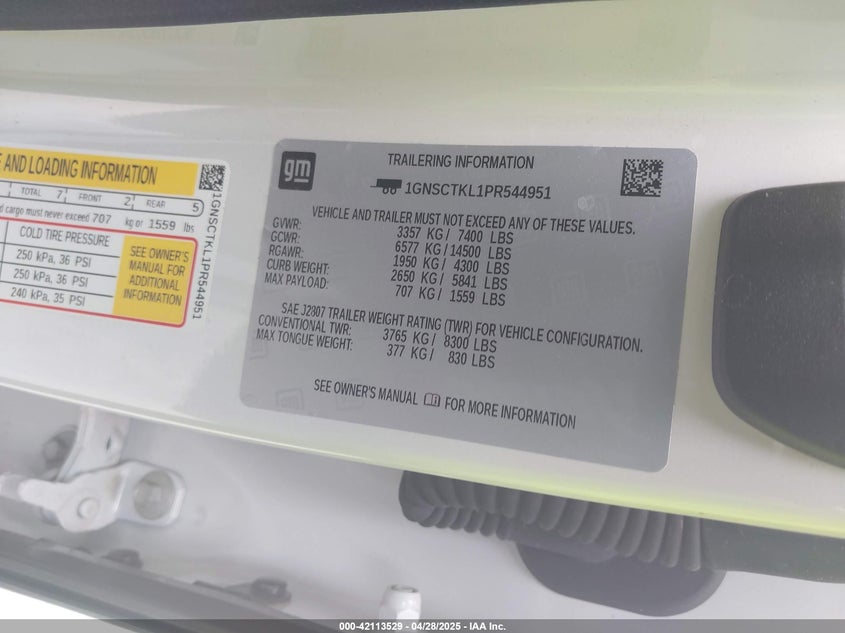 E AND LOADING INFORMATION
TOTAL 7 FRONT 2 REAR 5
d cargo must never exceed 707 kg or 1559 lbs
COLD TIRE PRESSURE
250 kPa, 36 PSI
250 kPa, 36 PSI
240 kPa, 35 PSI
SEE OWNER'S
MANUAL FOR
ADDITIONAL
INFORMATION
1GNSCTKL1PR544951
gm
TRAILERING INFORMATION
1GNSCTKL1PR544951
VEHICLE AND TRAILER MUST NOT EXCEED ANY OF THESE VALUES.
GVWR: 3357 KG / 7400 LBS
GCWR: 6577 KG / 14500 LBS
RGAWR: 1950 KG / 4300 LBS
CURB WEIGHT: 2650 KG / 5841 LBS
MAX PAYLOAD: 707 KG / 1559 LBS
SAE J2807 TRAILER WEIGHT RATING (TWR) FOR VEHICLE CONFIGURATION.
CONVENTIONAL TWR: 3765 KG / 8300 LBS
MAX TONGUE WEIGHT: 377 KG / 830 LBS
SEE OWNER'S MANUAL FOR MORE INFORMATION
000-42113529 - 04/28/2025 - IAA Inc.